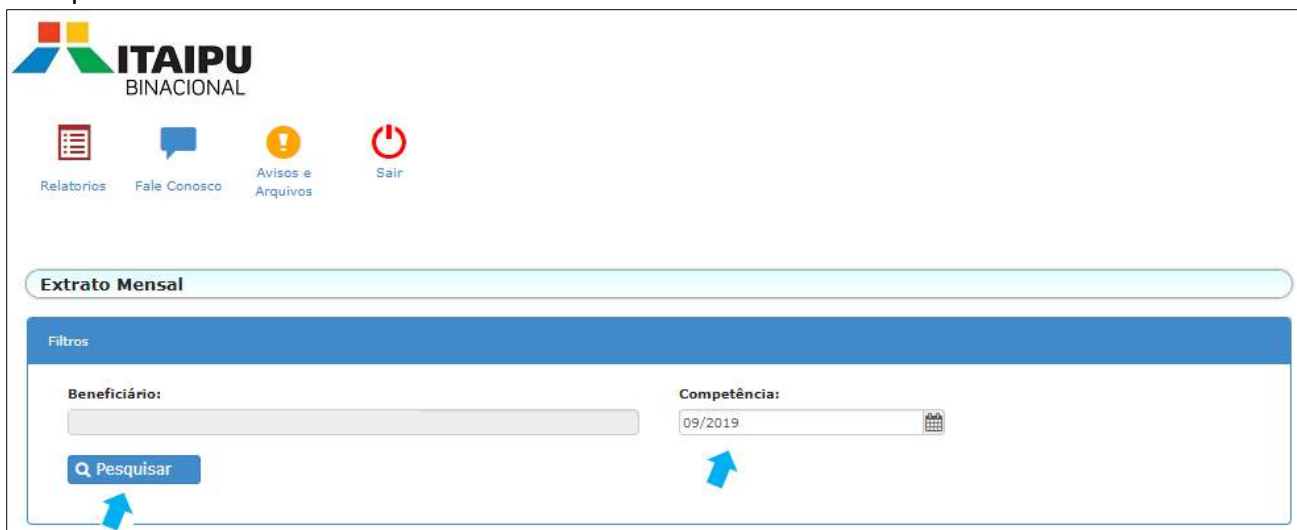 ITAIPU
BINACIONAL
Relatorios
Fale Conosco
Avisos e
Arquivos
Sair
Extrato Mensal
Filtros
Beneficiário:
Competência:
09/2019
Pesquisar